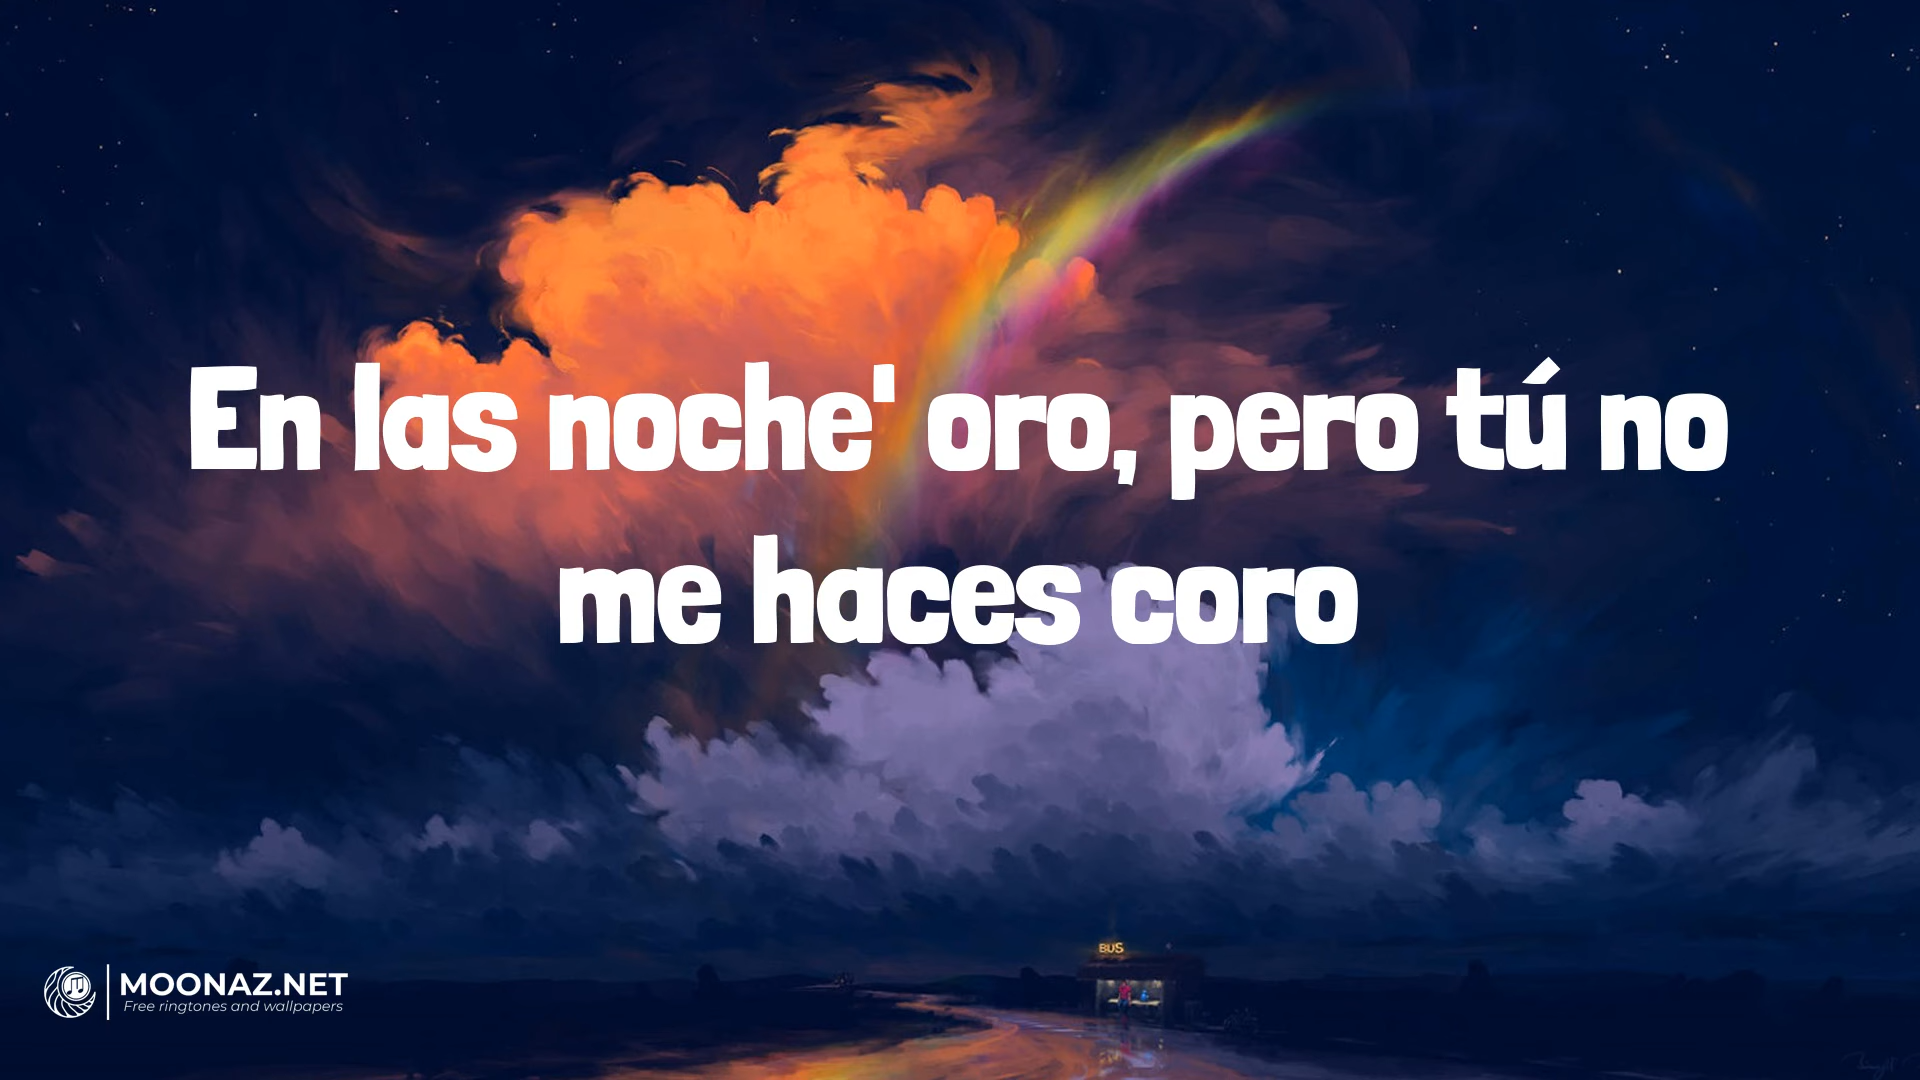 En las noche' oro, pero tú no
me haces coro
BUS
MOONAZ.NET
Free ringtones and wallpapers